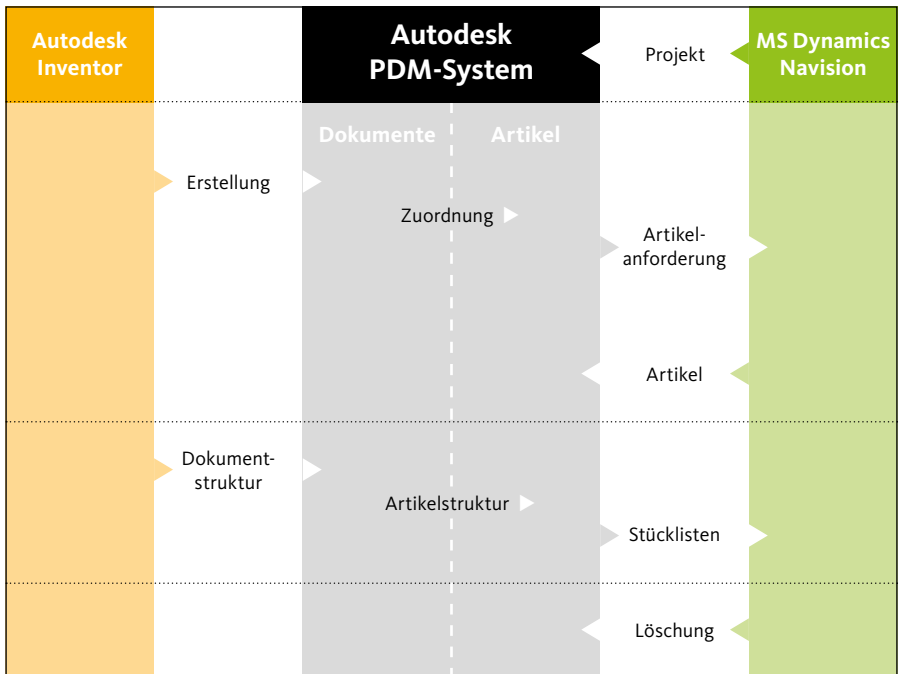 Autodesk
Inventor
Autodesk
PDM-System
Projekt
MS Dynamics
Navision
Dokumente
Artikel
Erstellung
Zuordnung
Artikel-
anforderung
Artikel
Dokument-
struktur
Artikelstruktur
Stücklisten
Löschung